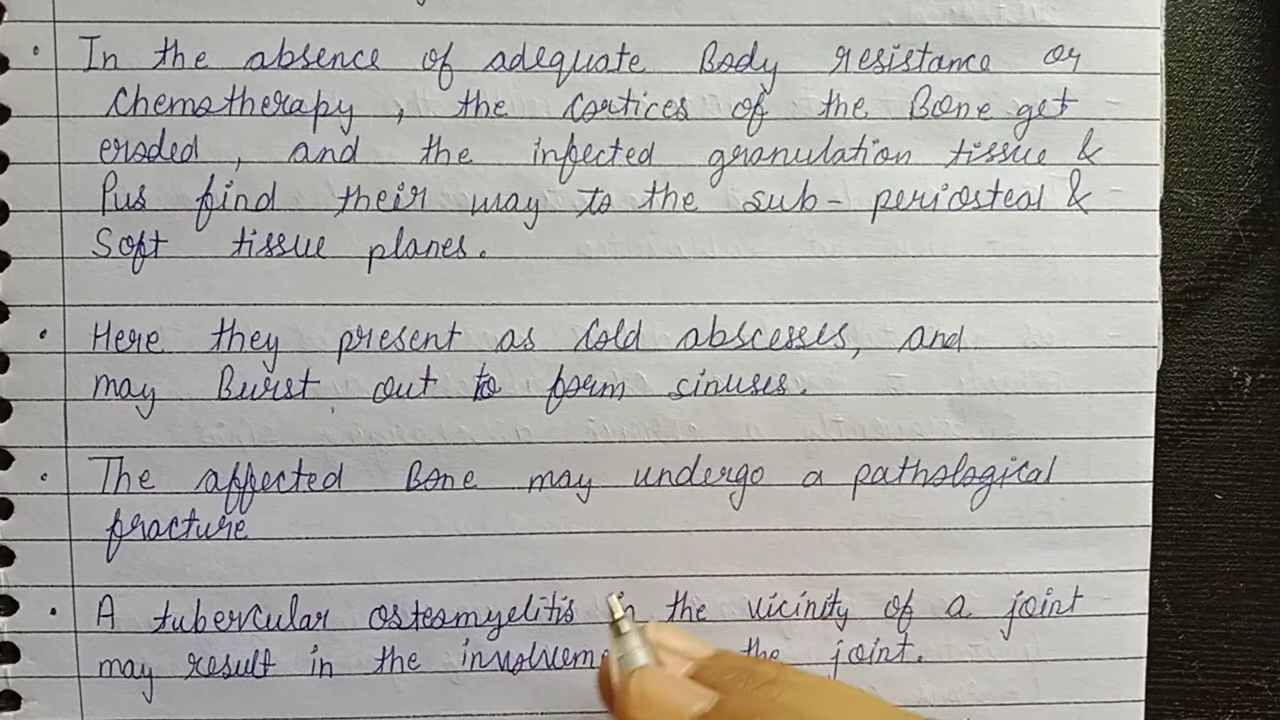 In the absence of adequate Body resistance or
Chemotherapy, the Cortices of the Bone get
eroded, and the infected granulation tissue &
Pus find their way to the sub-periosteal &
Soft tissue planes.
Here they present as Cold abscesses, and
may Burst out to form sinuses.
The affected Bone may undergo a pathological
fracture
A tubercular osteomyelitis in the vicinity of a joint
may result in the the joint.